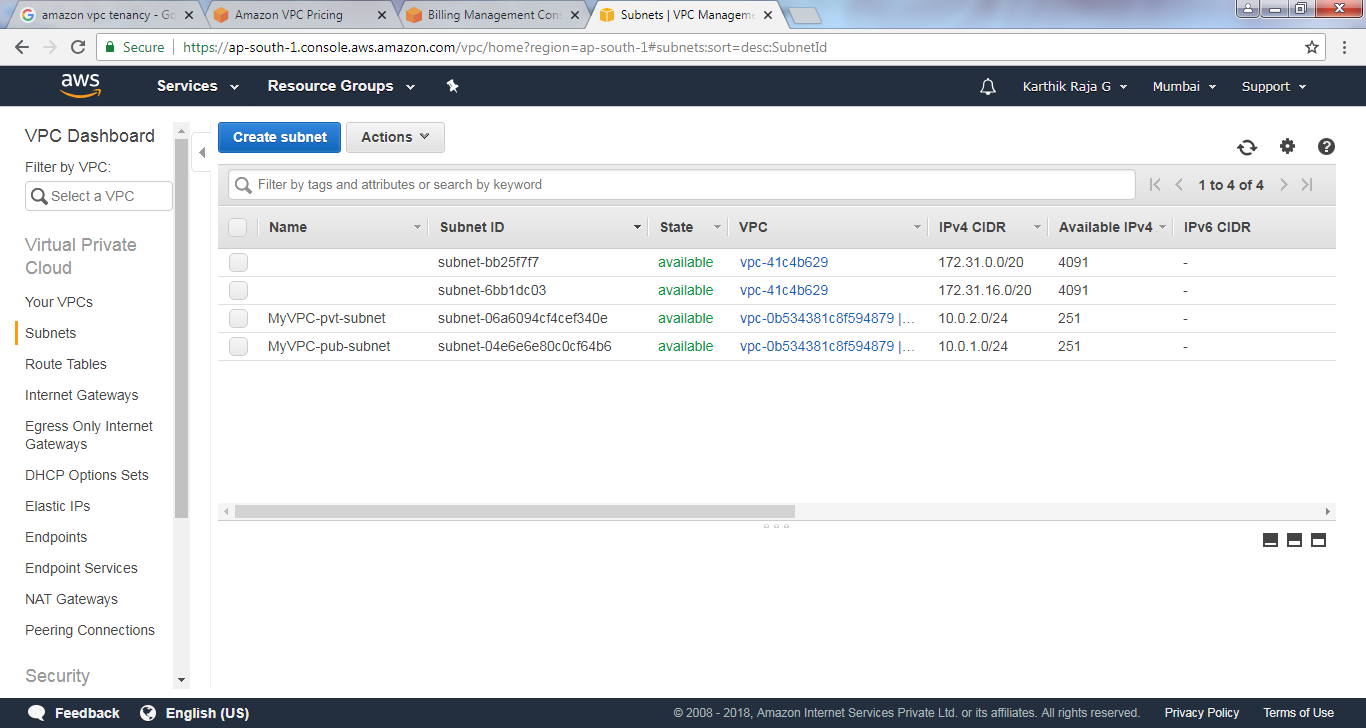 amazon vpc tenancy - Go
Amazon VPC Pricing
Billing Management Con
Subnets | VPC Manageme
Secure
https://ap-south-1.console.aws.amazon.com/vpc/home?region=ap-south-1#subnets:sort=desc:SubnetId
aws
Services
Resource Groups
Karthik Raja G
Mumbai
Support
VPC Dashboard
Filter by VPC:
Select a VPC
Virtual Private
Cloud
Your VPCs
Subnets
Route Tables
Internet Gateways
Egress Only Internet
Gateways
DHCP Options Sets
Elastic IPs
Endpoints
Endpoint Services
NAT Gateways
Peering Connections
Security
Create subnet
Actions
Filter by tags and attributes or search by keyword
1 to 4 of 4
Name Subnet ID State VPC IPv4 CIDR Available IPv4 IPv6 CIDR
subnet-bb25f7f7 available vpc-41c4b629 172.31.0.0/20 4091 -
subnet-6bb1dc03 available vpc-41c4b629 172.31.16.0/20 4091 -
MyVPC-pvt-subnet subnet-06a6094cf4cef340e available vpc-0b534381c8f594879 |... 10.0.2.0/24 251 -
MyVPC-pub-subnet subnet-04e6e6e80c0cf64b6 available vpc-0b534381c8f594879 |... 10.0.1.0/24 251 -
Feedback
English (US)
© 2008 - 2018, Amazon Internet Services Private Ltd. or its affiliates. All rights reserved.
Privacy Policy
Terms of Use